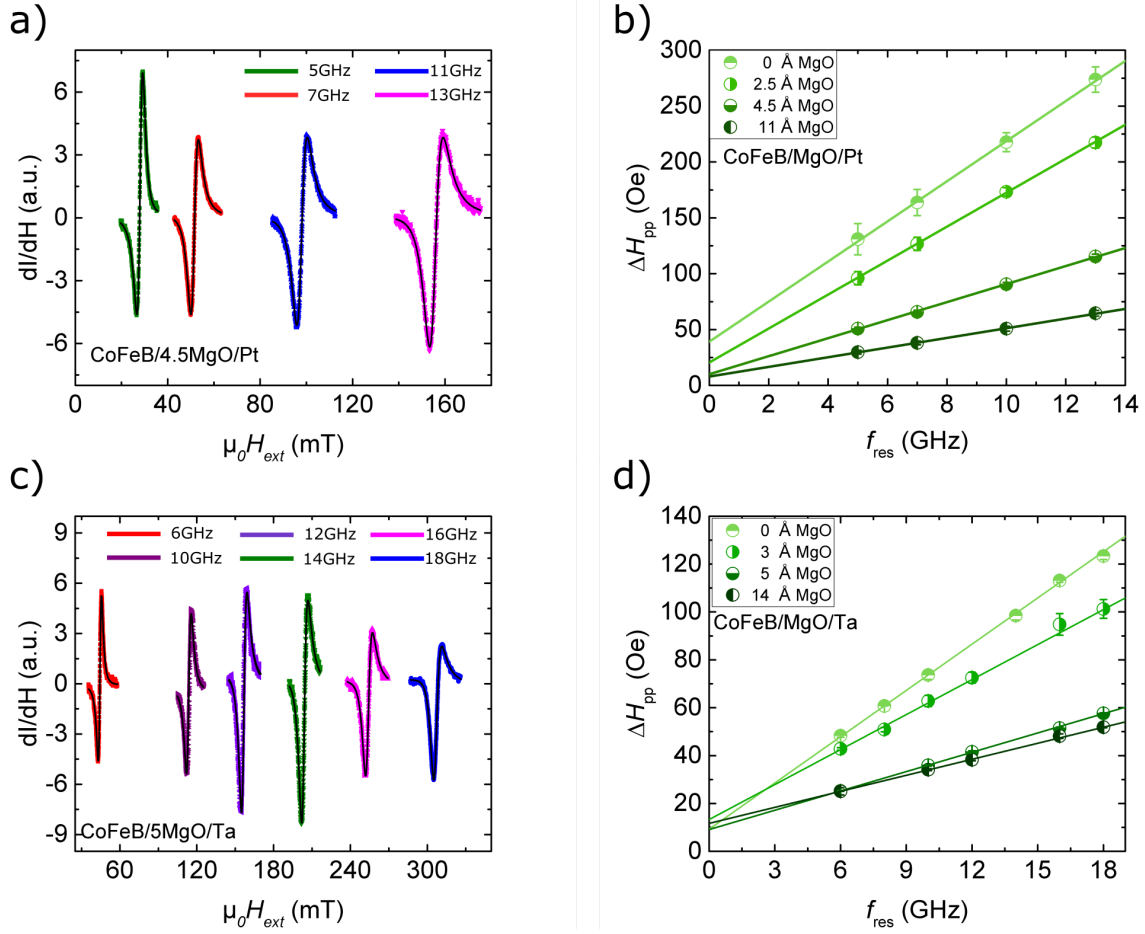 a)
5GHz 11GHz
7GHz 13GHz
dI/dH (a.u.)
6
3
0
-3
-6
CoFeB/4.5MgO/Pt
0 40 80 120 160
μ0Hext (mT)
b)
300
250
200
150
100
50
0
ΔHpp (Oe)
0 Å MgO
2.5 Å MgO
4.5 Å MgO
11 Å MgO
CoFeB/MgO/Pt
0 2 4 6 8 10 12 14
fres (GHz)
c)
6GHz 12GHz 16GHz
10GHz 14GHz 18GHz
dI/dH (a.u.)
9
6
3
0
-3
-6
-9
CoFeB/5MgO/Ta
60 120 180 240 300
μ0Hext (mT)
d)
140
120
100
80
60
40
20
0
ΔHpp (Oe)
0 Å MgO
3 Å MgO
5 Å MgO
14 Å MgO
CoFeB/MgO/Ta
0 3 6 9 12 15 18
fres (GHz)